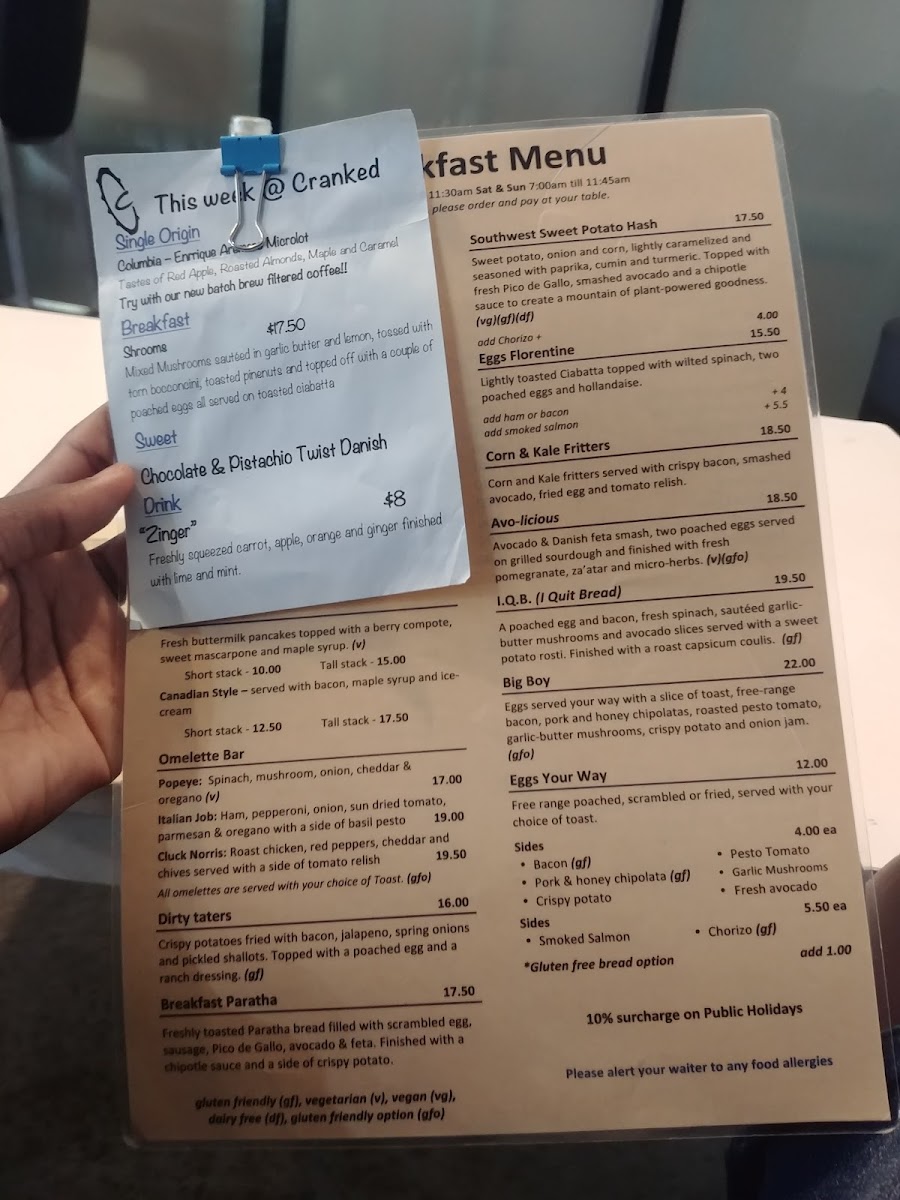 This week @ Cranked
Single Origin
Columbia – Enrrique Microlot
Tastes of Red Apple, Roasted Almonds, Maple and Caramel
Try with our new batch brew filtered coffee!!
Breakfast
Shrooms $17.50
Mixed Mushrooms sautéed in garlic butter and lemon, tossed with
torn bocconcini, toasted pinenuts and topped off with a couple of
poached eggs all served on toasted ciabatta
Sweet
Chocolate & Pistachio Twist Danish
Drink
"Zinger" $8
Freshly squeezed carrot, apple, orange and ginger finished
with lime and mint.
kfast Menu
11:30am Sat & Sun 7:00am till 11:45am
please order and pay at your table.
Fresh buttermilk pancakes topped with a berry compote,
sweet mascarpone and maple syrup. (v)
Short stack - 10.00 Tall stack - 15.00
Canadian Style – served with bacon, maple syrup and ice-
cream
Short stack - 12.50 Tall stack - 17.50
Omelette Bar
Popeye: Spinach, mushroom, onion, cheddar &
oregano (v) 17.00
Italian Job: Ham, pepperoni, onion, sun dried tomato,
parmesan & oregano with a side of basil pesto 19.00
Cluck Norris: Roast chicken, red peppers, cheddar and
chives served with a side of tomato relish 19.50
All omelettes are served with your choice of Toast. (gfo)
Dirty taters 16.00
Crispy potatoes fried with bacon, jalapeno, spring onions
and pickled shallots. Topped with a poached egg and a
ranch dressing. (gf)
Breakfast Paratha 17.50
Freshly toasted Paratha bread filled with scrambled egg,
sausage, Pico de Gallo, avocado & feta. Finished with a
chipotle sauce and a side of crispy potato.
gluten friendly (gf), vegetarian (v), vegan (vg),
dairy free (df), gluten friendly option (gfo)
Southwest Sweet Potato Hash 17.50
Sweet potato, onion and corn, lightly caramelized and
seasoned with paprika, cumin and turmeric. Topped with
fresh Pico de Gallo, smashed avocado and a chipotle
sauce to create a mountain of plant-powered goodness.
(vg)(gf)(df)
add Chorizo + 4.00
Eggs Florentine 15.50
Lightly toasted Ciabatta topped with wilted spinach, two
poached eggs and hollandaise.
add ham or bacon + 4
add smoked salmon + 5.5
Corn & Kale Fritters 18.50
Corn and Kale fritters served with crispy bacon, smashed
avocado, fried egg and tomato relish.
Avo-licious 18.50
Avocado & Danish feta smash, two poached eggs served
on grilled sourdough and finished with fresh
pomegranate, za'atar and micro-herbs. (v)(gfo)
I.Q.B. (I Quit Bread) 19.50
A poached egg and bacon, fresh spinach, sautéed garlic-
butter mushrooms and avocado slices served with a sweet
potato rosti. Finished with a roast capsicum coulis. (gf)
Big Boy 22.00
Eggs served your way with a slice of toast, free-range
bacon, pork and honey chipolatas, roasted pesto tomato,
garlic-butter mushrooms, crispy potato and onion jam.
(gfo)
Eggs Your Way 12.00
Free range poached, scrambled or fried, served with your
choice of toast.
Sides 4.00 ea
• Bacon (gf) • Pesto Tomato
• Pork & honey chipolata (gf) • Garlic Mushrooms
• Crispy potato • Fresh avocado
Sides 5.50 ea
• Smoked Salmon • Chorizo (gf)
*Gluten free bread option add 1.00
10% surcharge on Public Holidays
Please alert your waiter to any food allergies